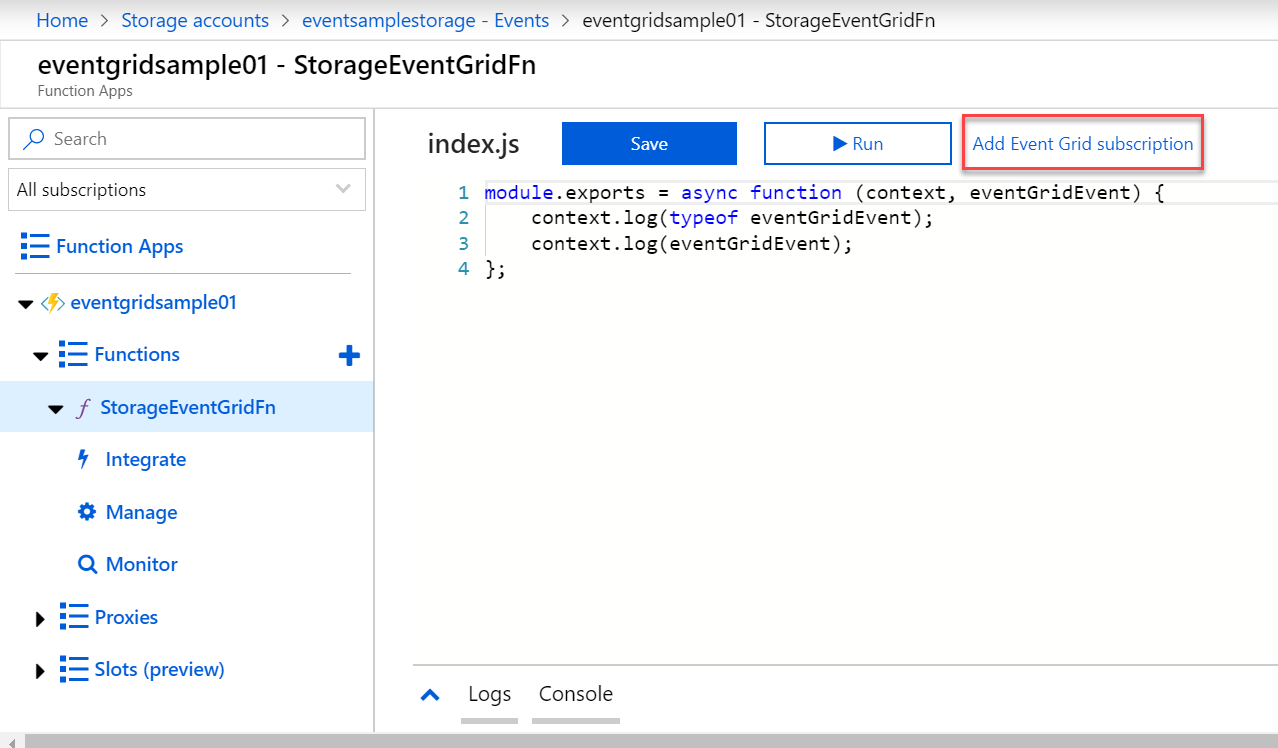 Home > Storage accounts > eventsamplestorage - Events > eventgridsample01 - StorageEventGridFn
eventgridsample01 - StorageEventGridFn
Function Apps
Search
All subscriptions
Function Apps
eventgridsample01
Functions
StorageEventGridFn
Integrate
Manage
Monitor
Proxies
Slots (preview)
index.js Save Run Add Event Grid subscription
1 module.exports = async function (context, eventGridEvent) {
2     context.log(typeof eventGridEvent);
3     context.log(eventGridEvent);
4 };
Logs Console